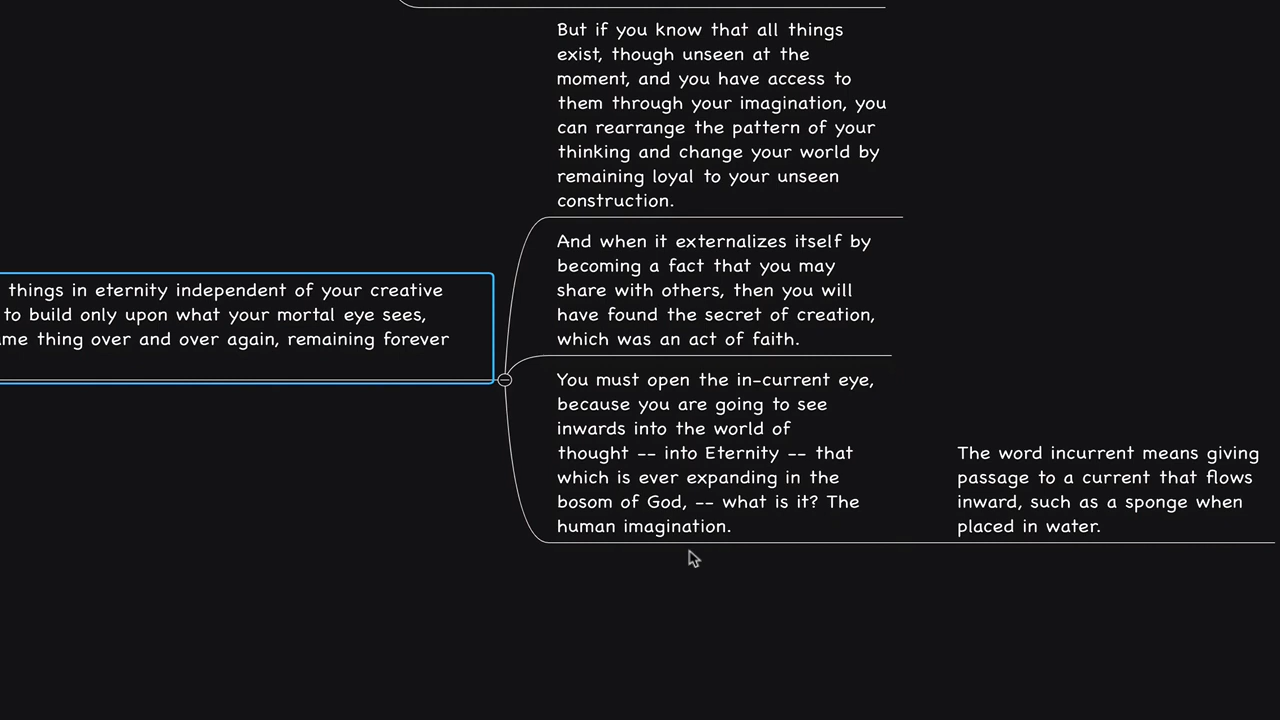 But if you know that all things
exist, though unseen at the
moment, and you have access to
them through your imagination, you
can rearrange the pattern of your
thinking and change your world by
remaining loyal to your unseen
construction.
And when it externalizes itself by
becoming a fact that you may
share with others, then you will
have found the secret of creation,
which was an act of faith.
things in eternity independent of your creative
to build only upon what your mortal eye sees,
me thing over and over again, remaining forever
You must open the in-current eye,
because you are going to see
inwards into the world of
thought -- into Eternity -- that
which is ever expanding in the
bosom of God, -- what is it? The
human imagination.
The word incurrent means giving
passage to a current that flows
inward, such as a sponge when
placed in water.